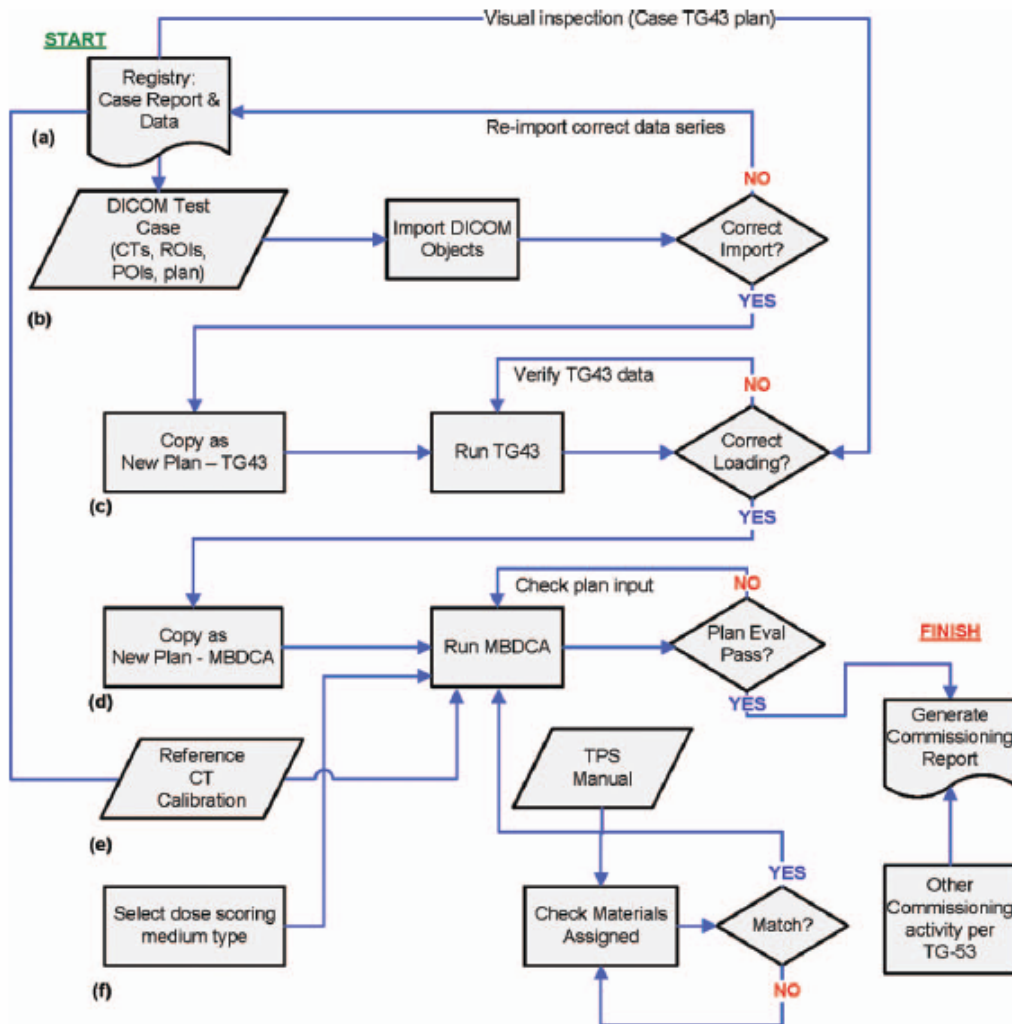 Visual inspection (Case TG43 plan)
START
Registry:
Case Report &
Data
(a)
Re-import correct data series
NO
DICOM Test
Case
(CTs, ROIs,
POIs, plan)
Import DICOM
Objects
Correct
Import?
YES
(b)
Verify TG43 data
NO
Copy as
New Plan – TG43
Run TG43
Correct
Loading?
(c)
YES
Check plan input
NO
Copy as
New Plan - MBDCA
Run MBDCA
Plan Eval
Pass?
FINISH
(d)
YES
Generate
Commissioning
Report
Reference
CT
Calibration
TPS
Manual
(e)
YES
Select dose scoring
medium type
Check Materials
Assigned
Match?
Other
Commissioning
activity per
TG-53
(f)
NO